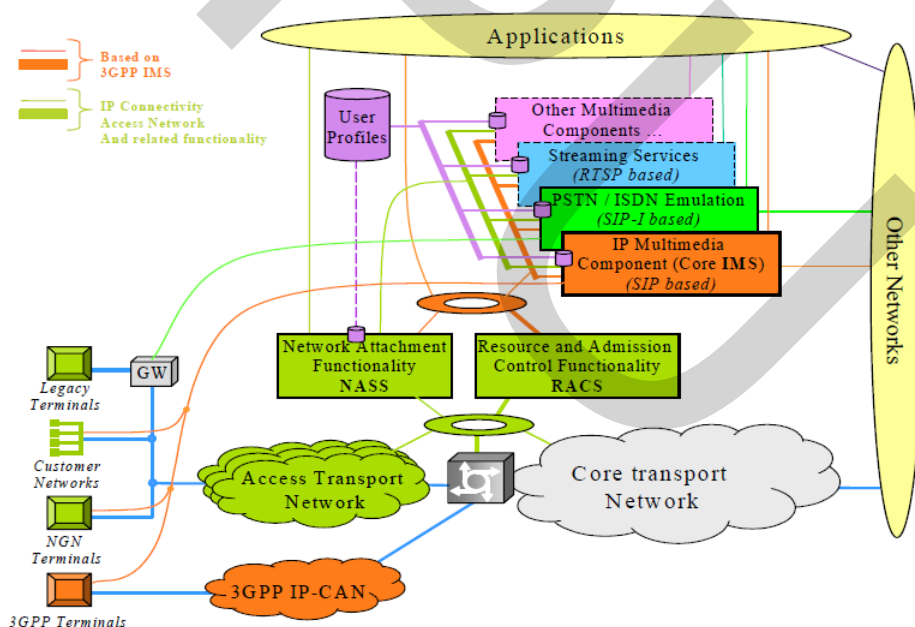 Applications
Based on
3GPP IMS
IP Connectivity
Access Network
And related functionality
User
Profiles
Other Multimedia
Components ...
Streaming Services
(RTSP based)
PSTN / ISDN Emulation
(SIP-I based)
IP Multimedia
Component (Core IMS)
(SIP based)
Other Networks
Network Attachment
Functionality
NASS
Resource and Admission
Control Functionality
RACS
GW
Legacy
Terminals
Customer
Networks
NGN
Terminals
3GPP Terminals
Access Transport
Network
Core transport
Network
3GPP IP-CAN